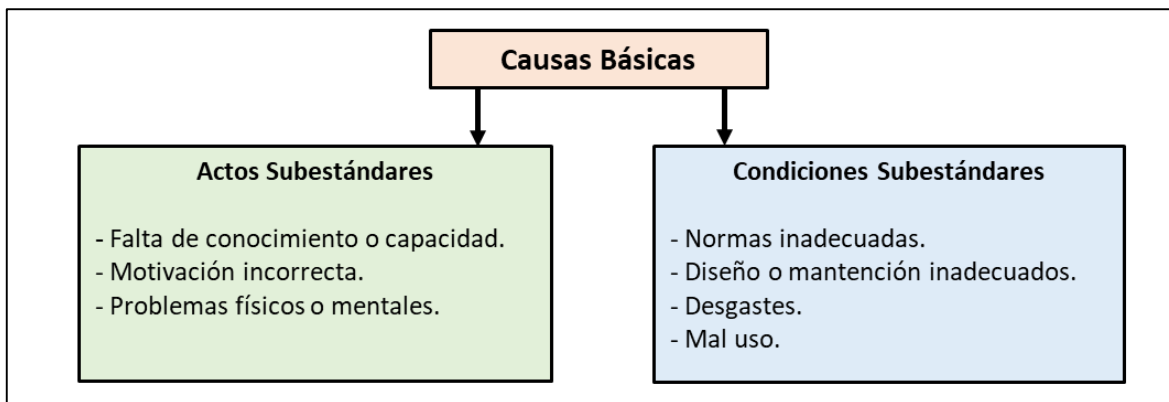 Causas Básicas
Actos Subestándares
- Falta de conocimiento o capacidad.
- Motivación incorrecta.
- Problemas físicos o mentales.
Condiciones Subestándares
- Normas inadecuadas.
- Diseño o mantención inadecuados.
- Desgastes.
- Mal uso.